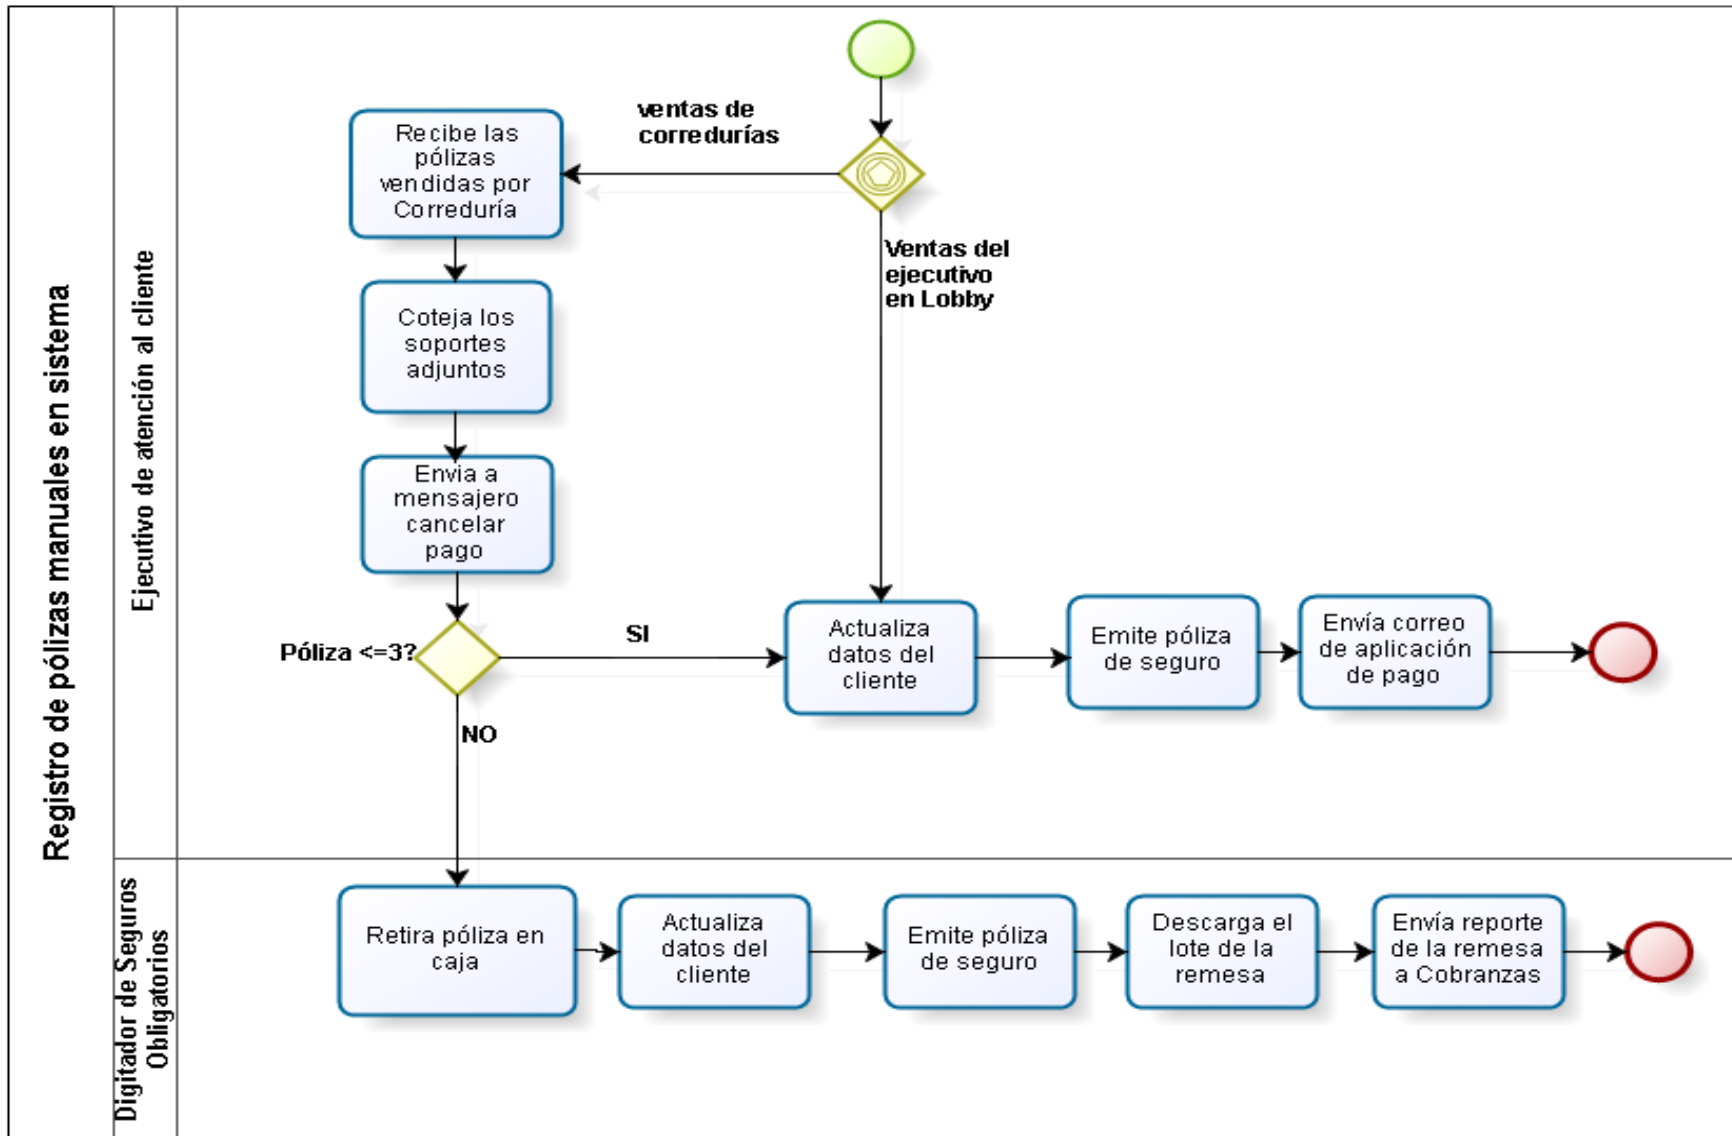 Registro de pólizas manuales en sistema
Ejecutivo de atención al cliente
ventas de
corredurías
Recibe las
pólizas
vendidas por
Correduría
Ventas del
ejecutivo
en Lobby
Coteja los
soportes
adjuntos
Envia a
mensajero
cancelar
pago
Póliza <=3?
SI
NO
Actualiza
datos del
cliente
Emite póliza
de seguro
Envía correo
de aplicación
de pago
Digitador de Seguros
Obligatorios
Retira póliza en
caja
Actualiza
datos del
cliente
Emite póliza
de seguro
Descarga el
lote de la
remesa
Envía reporte
de la remesa
a Cobranzas